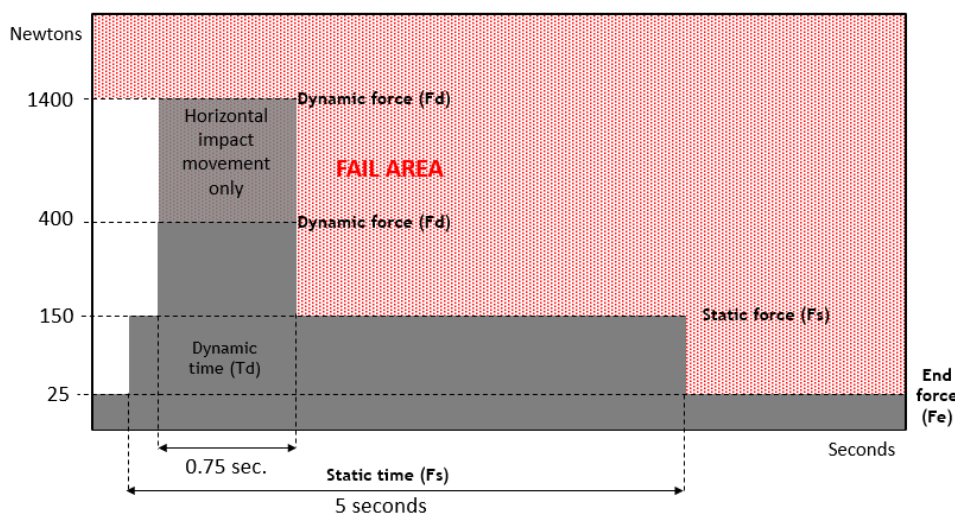 Newtons
1400
Dynamic force (Fd)
Horizontal
impact
movement
only
FAIL AREA
400
Dynamic force (Fd)
150
Static force (Fs)
Dynamic
time (Td)
25
End
force
(Fe)
Seconds
0.75 sec.
Static time (Fs)
5 seconds